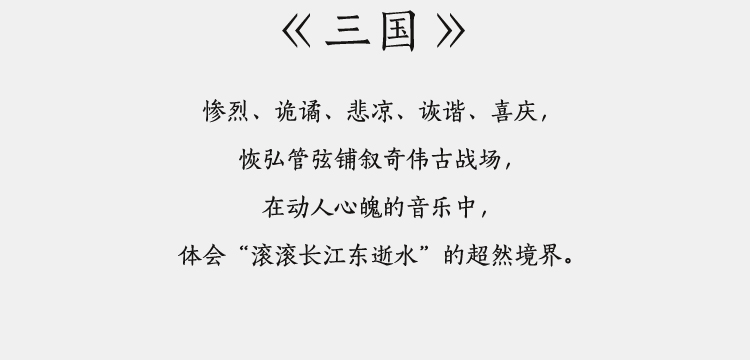 《三国》
惨烈、诡谲、悲凉、诙谐、喜庆，
恢弘管弦铺叙奇伟古战场，
在动人心魄的音乐中，
体会“滚滚长江东逝水”的超然境界。